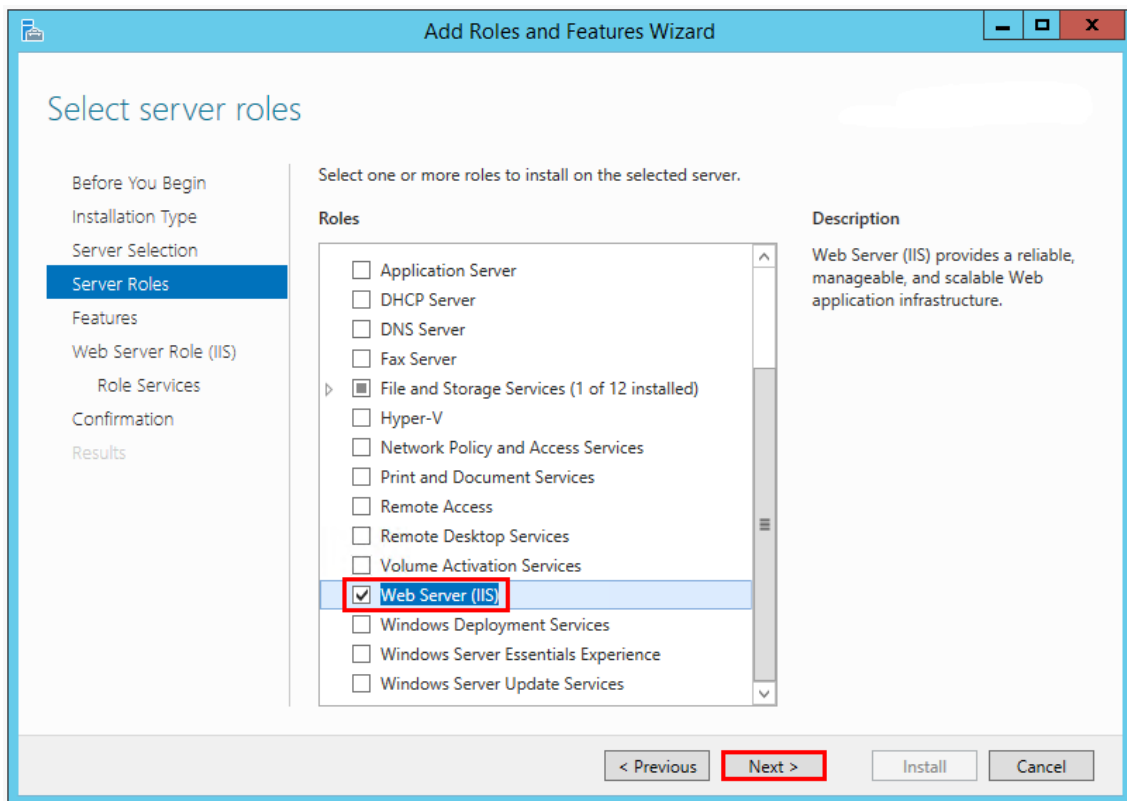 Add Roles and Features Wizard
Select server roles
Before You Begin
Installation Type
Server Selection
Server Roles
Features
Web Server Role (IIS)
Role Services
Confirmation
Results
Select one or more roles to install on the selected server.
Roles
Application Server
DHCP Server
DNS Server
Fax Server
File and Storage Services (1 of 12 installed)
Hyper-V
Network Policy and Access Services
Print and Document Services
Remote Access
Remote Desktop Services
Volume Activation Services
Web Server (IIS)
Windows Deployment Services
Windows Server Essentials Experience
Windows Server Update Services
Description
Web Server (IIS) provides a reliable,
manageable, and scalable Web
application infrastructure.
< Previous
Next >
Install
Cancel